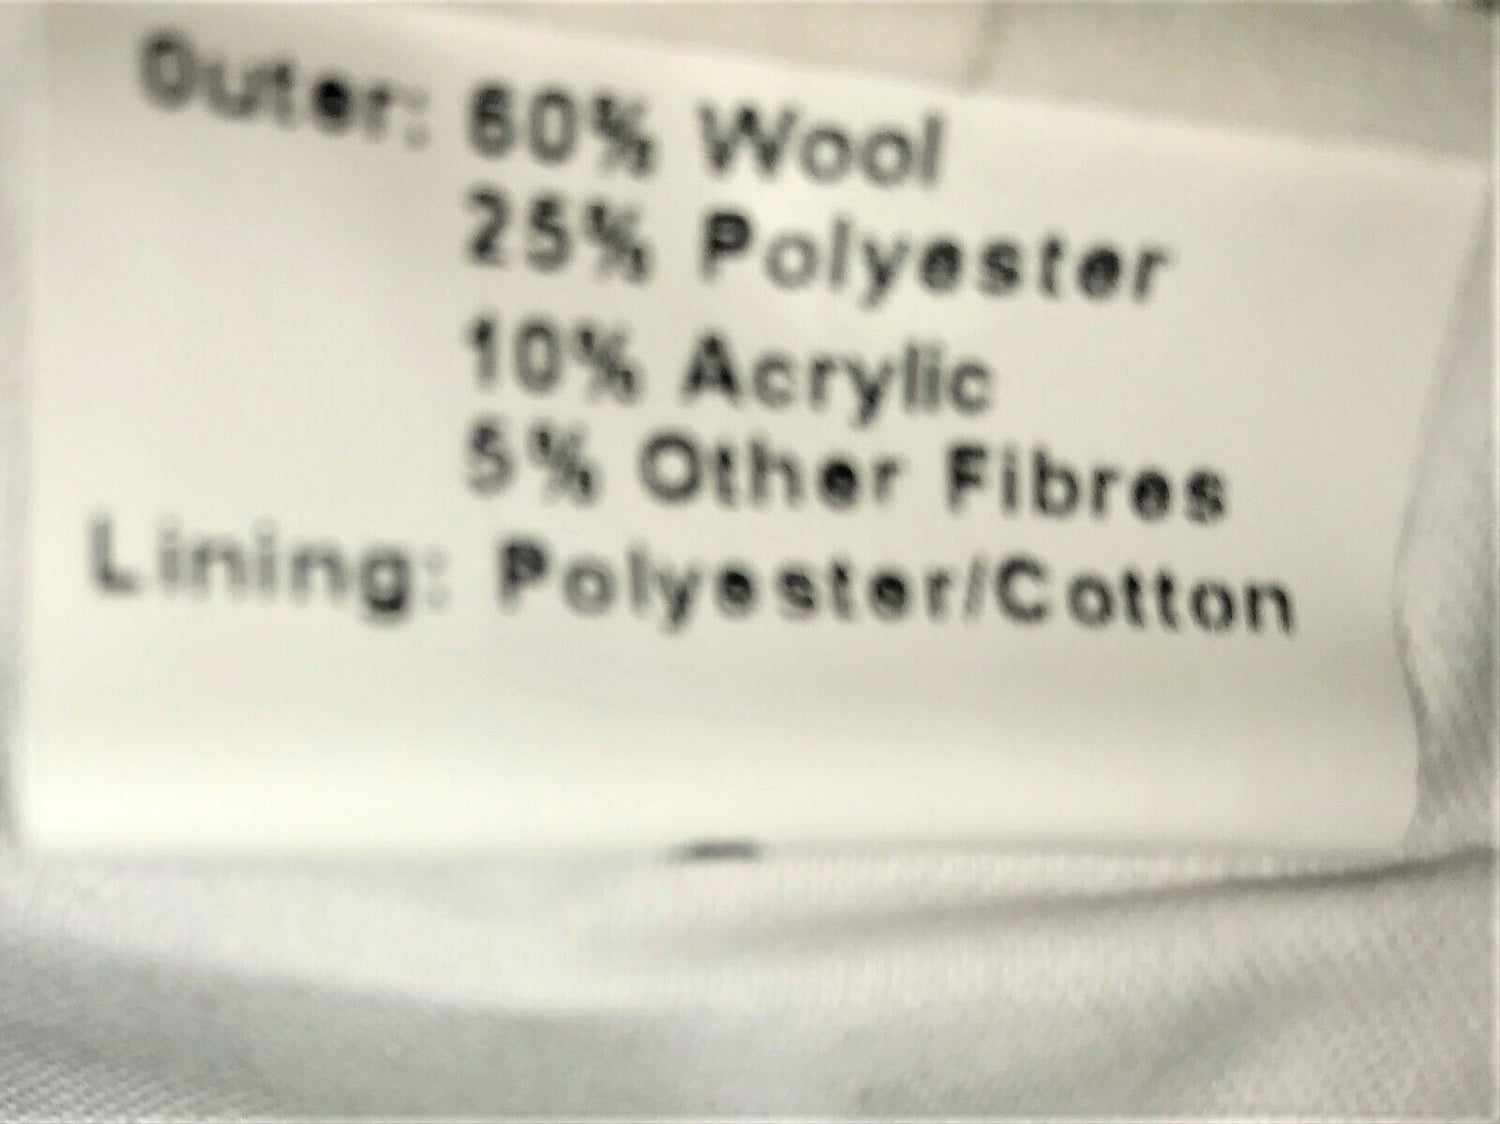 Outer: 60% Wool
25% Polyester
10% Acrylic
5% Other Fibres
Lining: Polyester/Cotton